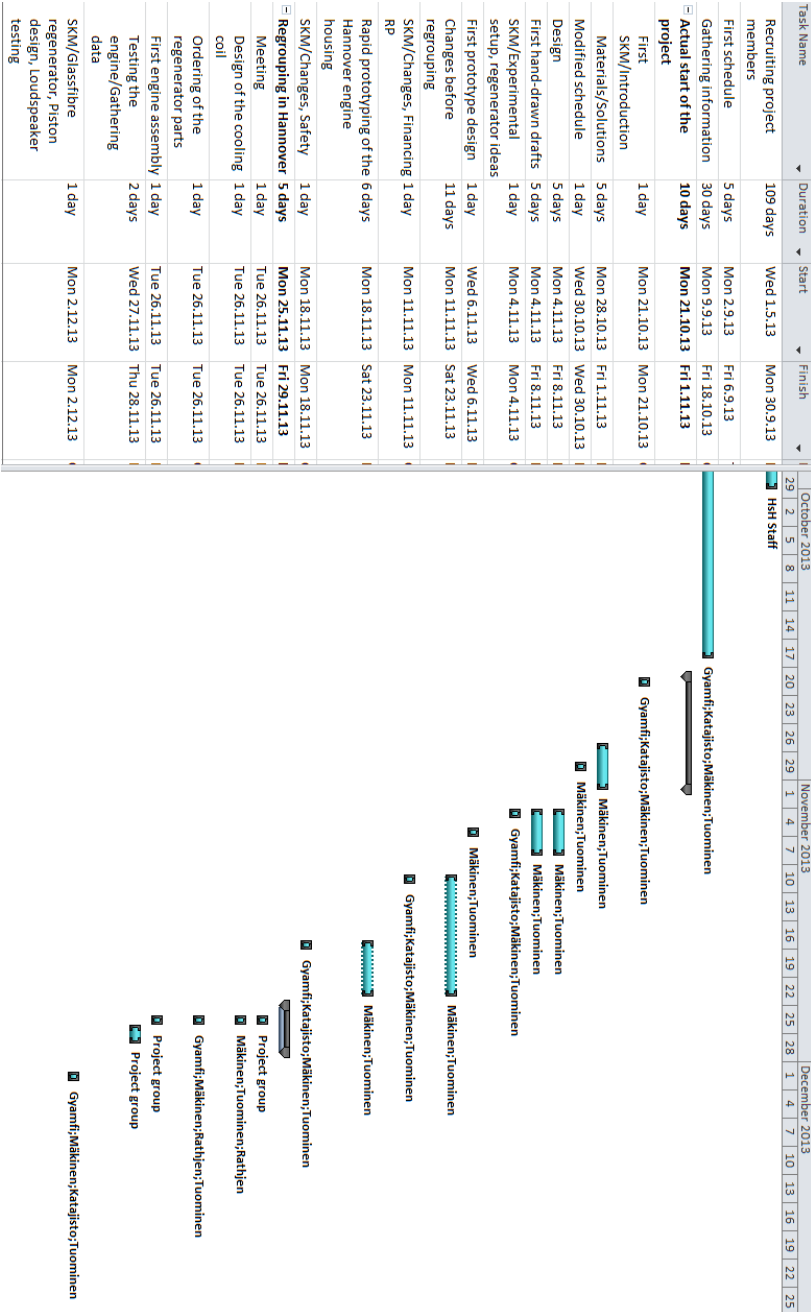 Task Name Duration Start Finish
October 2013 November 2013 December 2013
29 2 5 8 11 14 17 20 23 26 29 1 4 7 10 13 16 19 22 25 28 1 4 7 10 13 16 19 22 25
Recruiting project 109 days Wed 1.5.13 Mon 30.9.13 HsH Staff
members
First schedule 5 days Mon 2.9.13 Fri 6.9.13
Gathering information 30 days Mon 9.9.13 Fri 18.10.13 Gyamfi;Katajisto;Mäkinen;Tuominen
Actual start of the 10 days Mon 21.10.13 Fri 1.11.13
project
First 1 day Mon 21.10.13 Mon 21.10.13 Gyamfi;Katajisto;Mäkinen;Tuominen
SKM/Introduction
Materials/Solutions 5 days Mon 28.10.13 Fri 1.11.13 Mäkinen;Tuominen
Modified schedule 1 day Wed 30.10.13 Wed 30.10.13 Mäkinen;Tuominen
Design 5 days Mon 4.11.13 Fri 8.11.13 Mäkinen;Tuominen
First hand-drawn drafts 5 days Mon 4.11.13 Fri 8.11.13 Mäkinen;Tuominen
SKM/Experimental 1 day Mon 4.11.13 Mon 4.11.13 Gyamfi;Katajisto;Mäkinen;Tuominen
setup, regenerator ideas
First prototype design 1 day Wed 6.11.13 Wed 6.11.13 Mäkinen;Tuominen
Changes before 11 days Mon 11.11.13 Sat 23.11.13 Mäkinen;Tuominen
regrouping
SKM/Changes, Financing 1 day Mon 11.11.13 Mon 11.11.13 Gyamfi;Katajisto;Mäkinen;Tuominen
RP
Rapid prototyping of the 6 days Mon 18.11.13 Sat 23.11.13 Mäkinen;Tuominen
Hannover engine
housing
SKM/Changes, Safety 1 day Mon 18.11.13 Mon 18.11.13 Gyamfi;Katajisto;Mäkinen;Tuominen
Regrouping in Hannover 5 days Mon 25.11.13 Fri 29.11.13
Meeting 1 day Tue 26.11.13 Tue 26.11.13 Project group
Design of the cooling 1 day Tue 26.11.13 Tue 26.11.13 Mäkinen;Tuominen;Rathjen
coil
Ordering of the 1 day Tue 26.11.13 Tue 26.11.13 Gyamfi;Mäkinen;Rathjen;Tuominen
regenerator parts
First engine assembly 1 day Tue 26.11.13 Tue 26.11.13 Project group
Testing the 2 days Wed 27.11.13 Thu 28.11.13 Project group
engine/Gathering
data
SKM/Glassfibre 1 day Mon 2.12.13 Mon 2.12.13 Gyamfi;Mäkinen;Katajisto;Tuominen
regenerator, Piston
design, Loudspeaker
testing